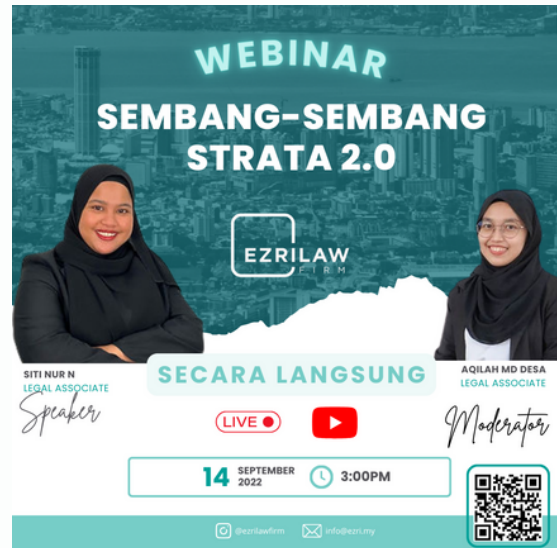 WEBINAR
SEMBANG-SEMBANG
STRATA 2.0
EZRILAW
FIRM
SITI NUR N
LEGAL ASSOCIATE
Speaker
SECARA LANGSUNG
AQILAH MD DESA
LEGAL ASSOCIATE
Moderator
LIVE
14 SEPTEMBER 2022 3:00PM
@ezrilawfirm info@ezri.my